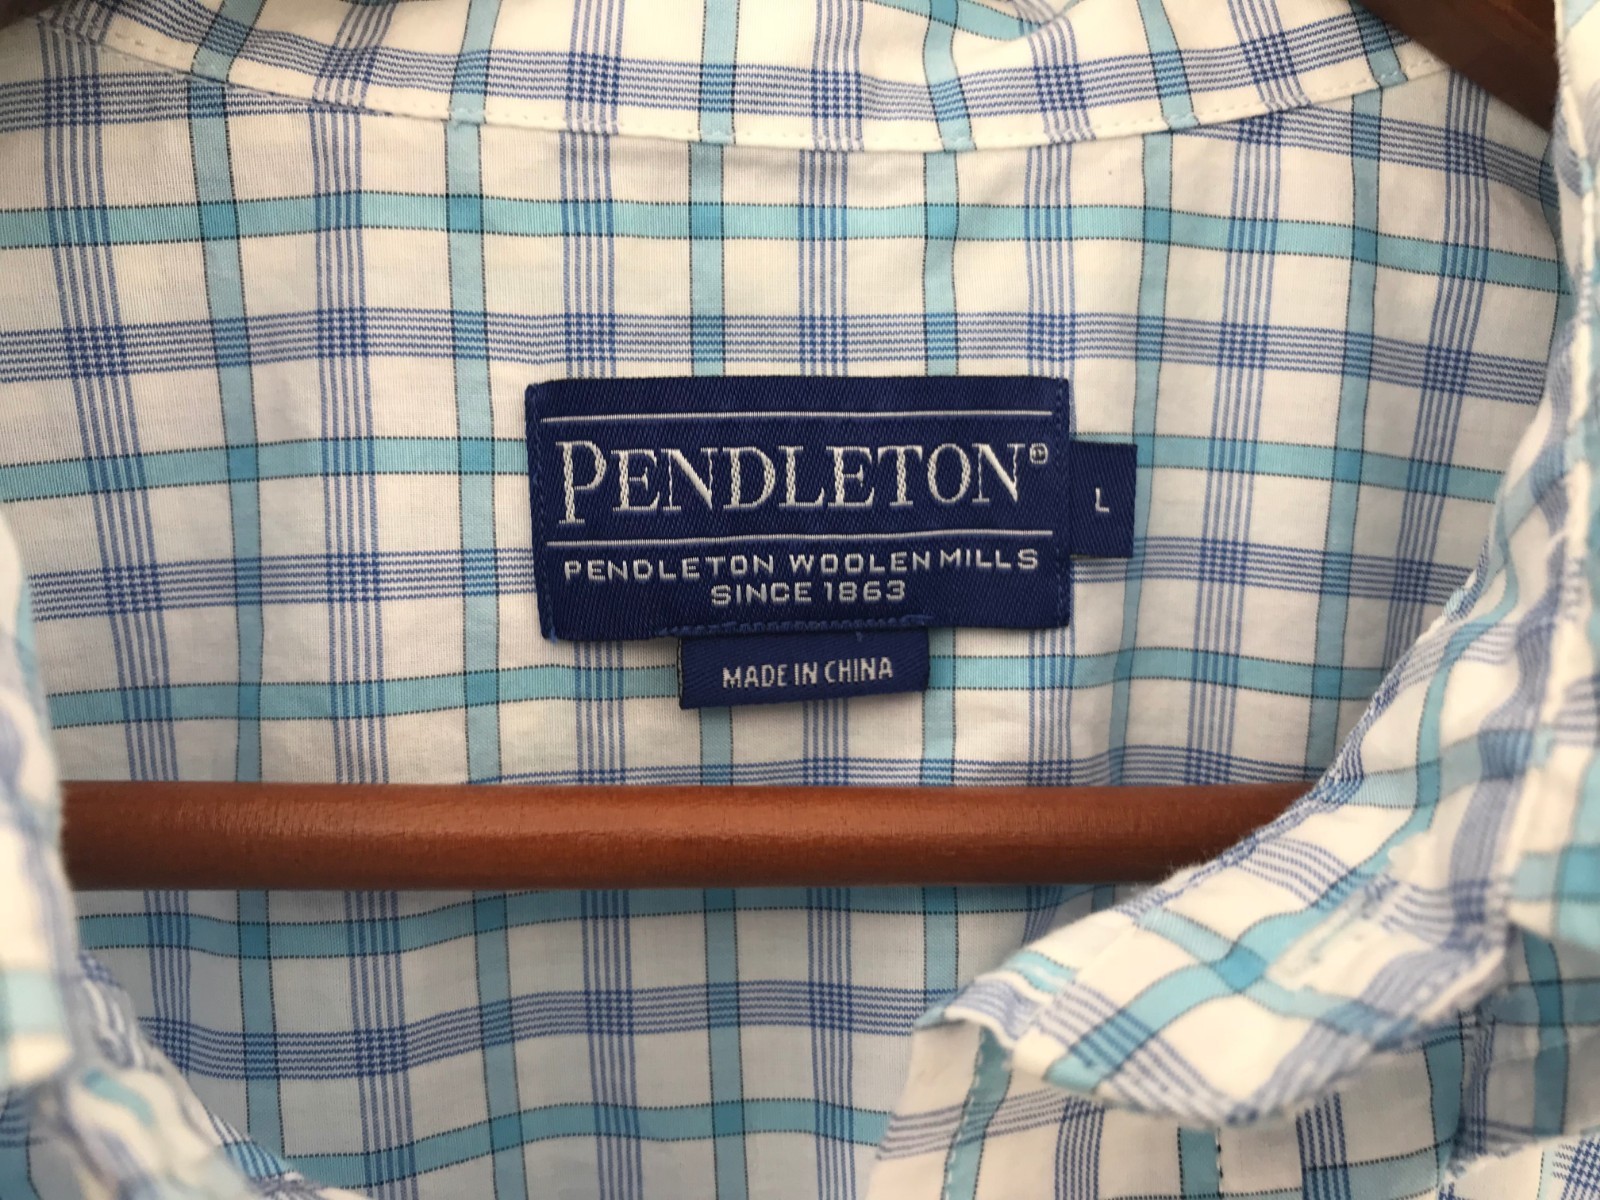 PENDLETON®
L
PENDLETON WOOLEN MILLS
SINCE 1863
MADE IN CHINA